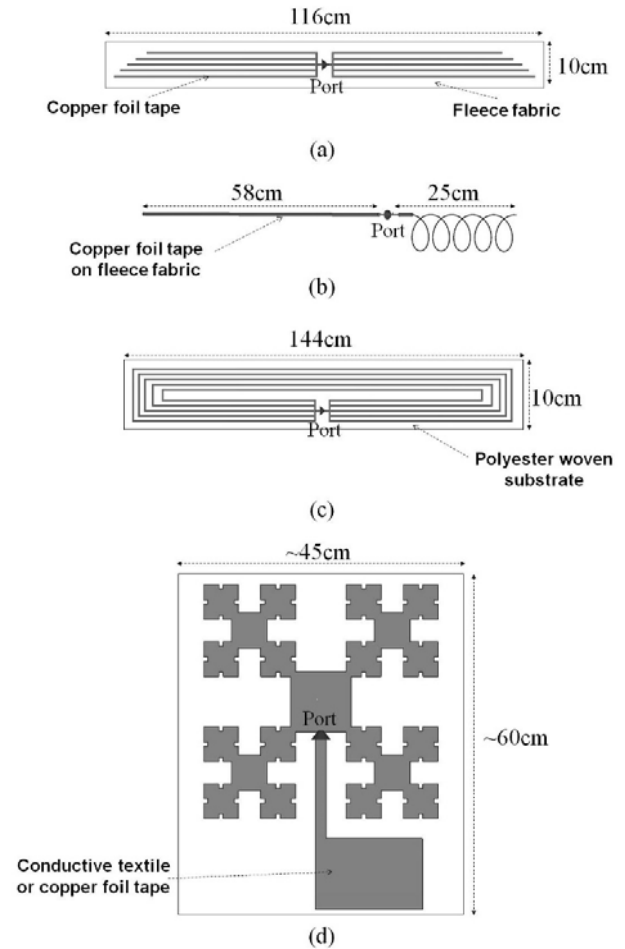 116cm
10cm
Port
Copper foil tape
Fleece fabric
(a)
58cm
25cm
Port
Copper foil tape
on fleece fabric
(b)
144cm
10cm
Port
Polyester woven
substrate
(c)
~45cm
Port
~60cm
Conductive textile
or copper foil tape
(d)